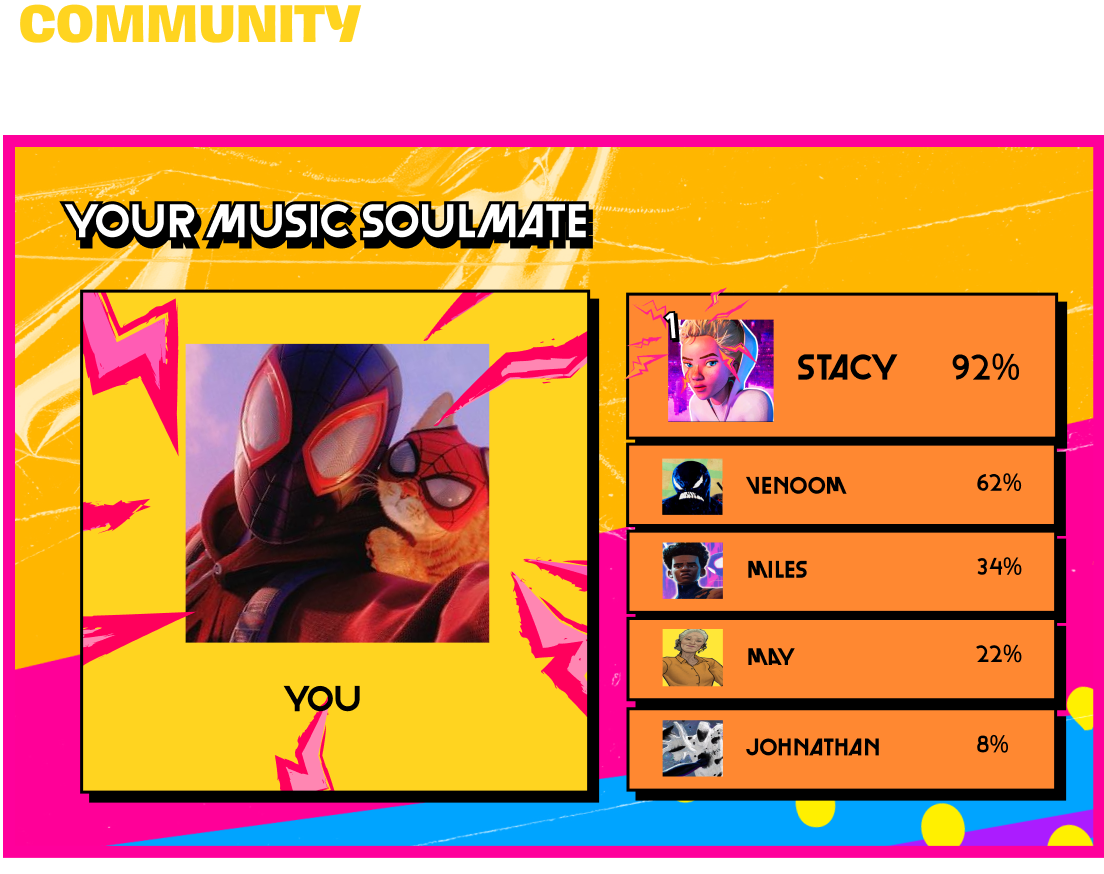 COMMUNITY
YOUR MUSIC SOULMATE
YOU
1
STACY 92%
VENOOM 62%
MILES 34%
MAY 22%
JOHNATHAN 8%